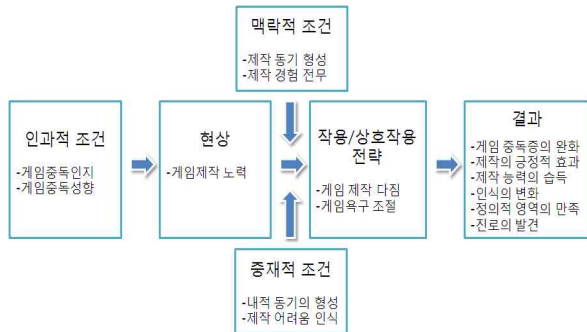 맥락적 조건
-제작 동기 형성
-제작 경험 전무
인과적 조건
-게임중독인지
-게임중독성향
현상
-게임제작 노력
작용/상호작용
전략
-게임 제작 다짐
-게임욕구 조절
결과
-게임 중독증의 완화
-제작의 긍정적 효과
-제작 능력의 습득
-인식의 변화
-정의적 영역의 만족
-진로의 발견
중재적 조건
-내적 동기의 형성
-제작 어려움 인식